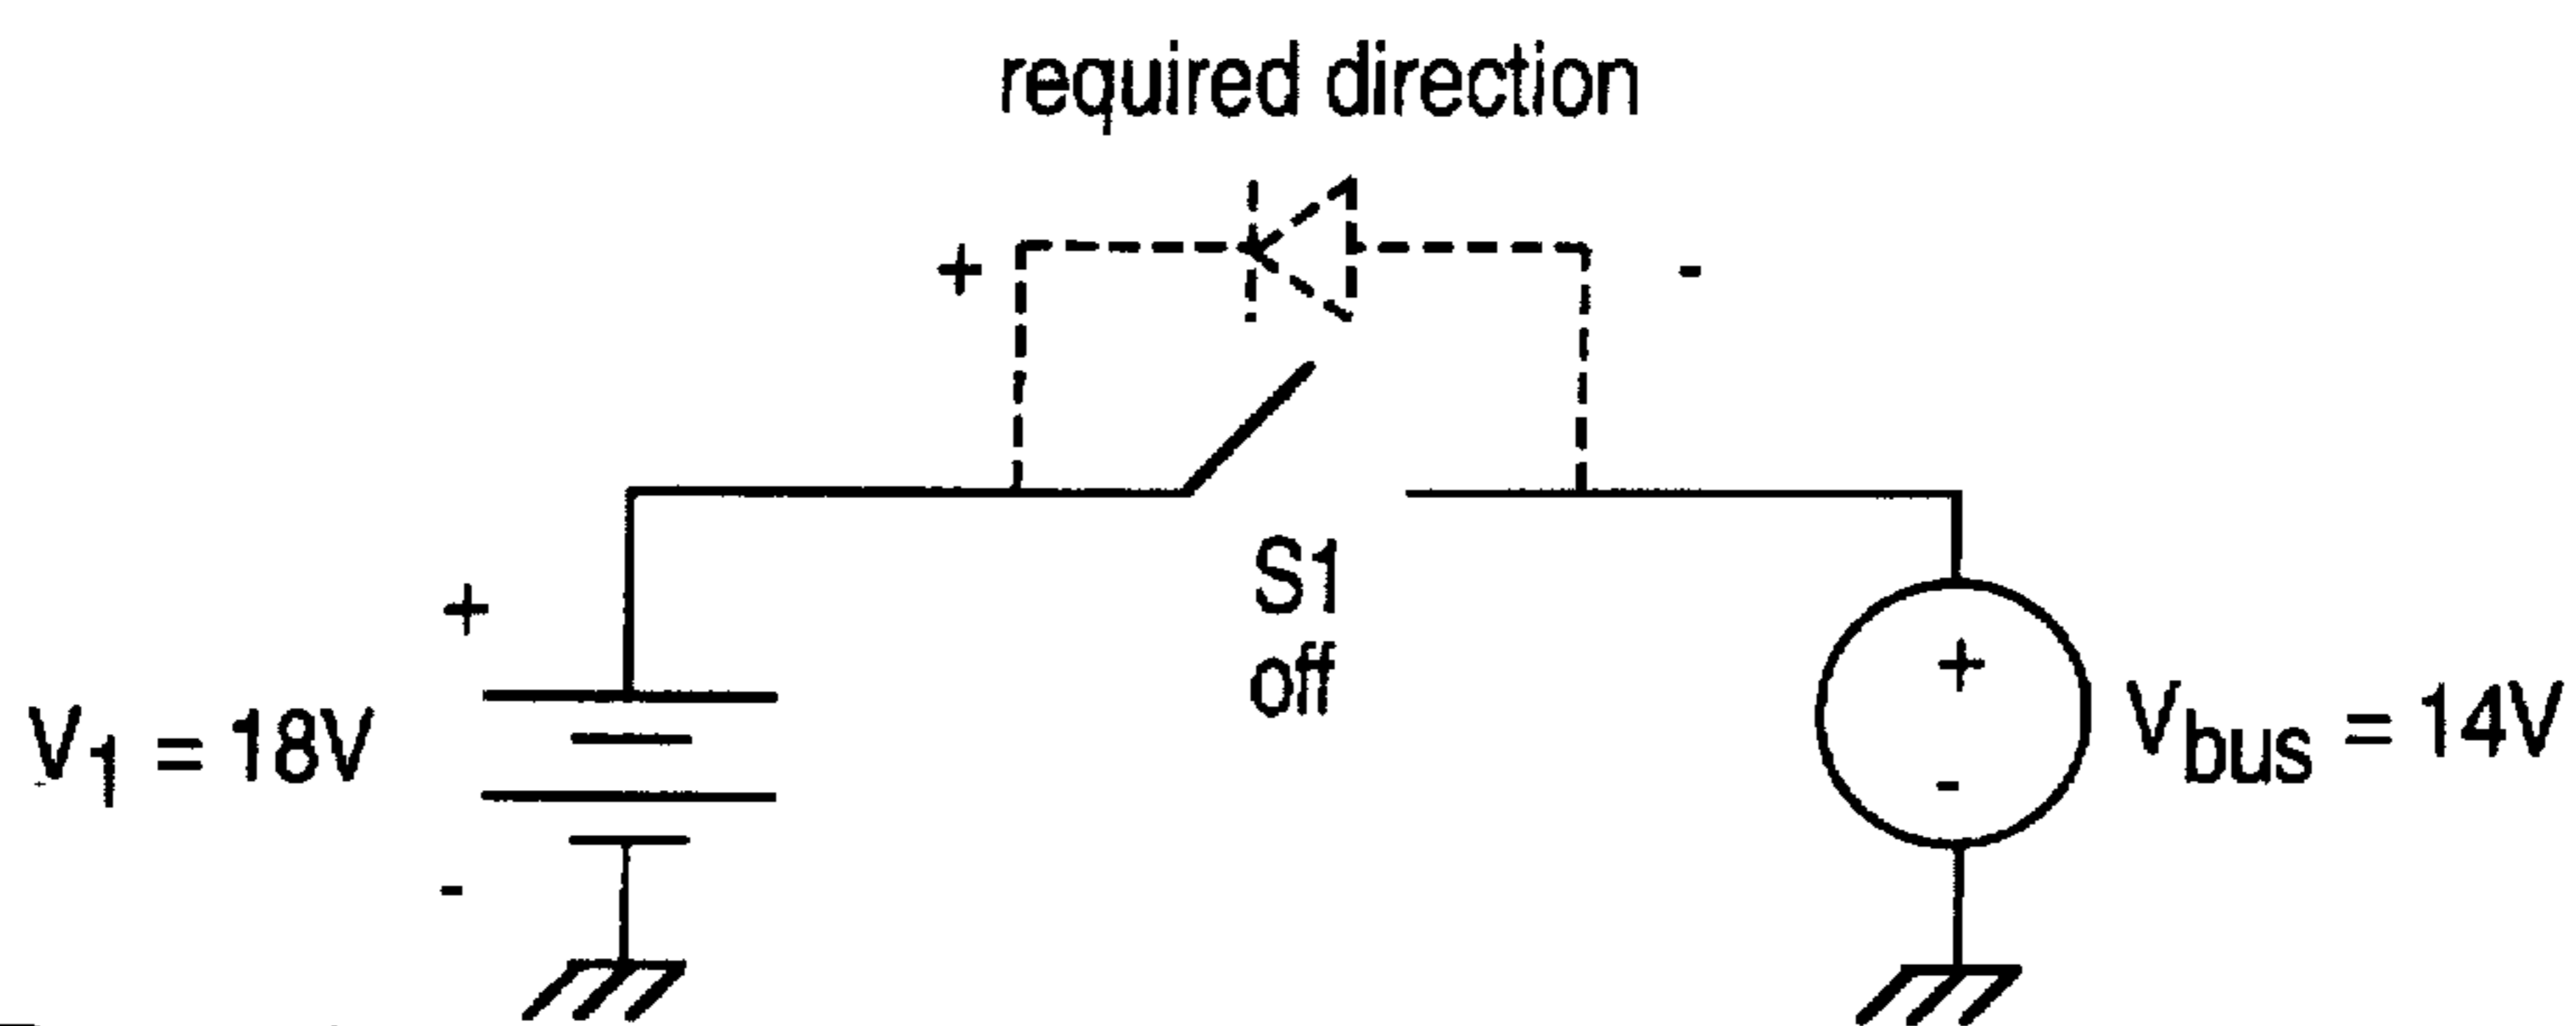 required direction
+ -
S1
off
+
V1 = 18V
-
+
-
Vbus = 14V